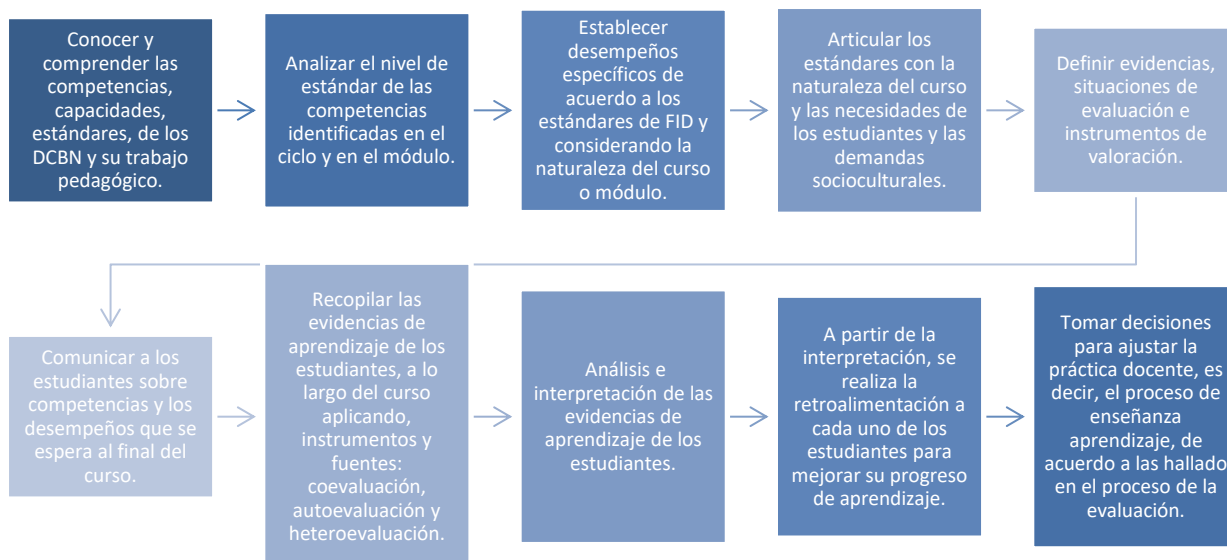 Conocer y
comprender las
competencias,
capacidades,
estándares, de los
DCBN y su trabajo
pedagógico.
Analizar el nivel de
estándar de las
competencias
identificadas en el
ciclo y en el módulo.
Establecer
desempeños
específicos de
acuerdo a los
estándares de FID y
considerando la
naturaleza del curso
o módulo.
Articular los
estándares con la
naturaleza del curso
y las necesidades de
los estudiantes y las
demandas
socioculturales.
Definir evidencias,
situaciones de
evaluación e
instrumentos de
valoración.
Comunicar a los
estudiantes sobre
competencias y los
desempeños que se
espera al final del
curso.
Recopilar las
evidencias de
aprendizaje de los
estudiantes, a lo
largo del curso
aplicando,
instrumentos y
fuentes:
coevaluación,
autoevaluación y
heteroevaluación.
Análisis e
interpretación de las
evidencias de
aprendizaje de los
estudiantes.
A partir de la
interpretación, se
realiza la
retroalimentación a
cada uno de los
estudiantes para
mejorar su progreso
de aprendizaje.
Tomar decisiones
para ajustar la
práctica docente, es
decir, el proceso de
enseñanza
aprendizaje, de
acuerdo a las hallado
en el proceso de la
evaluación.